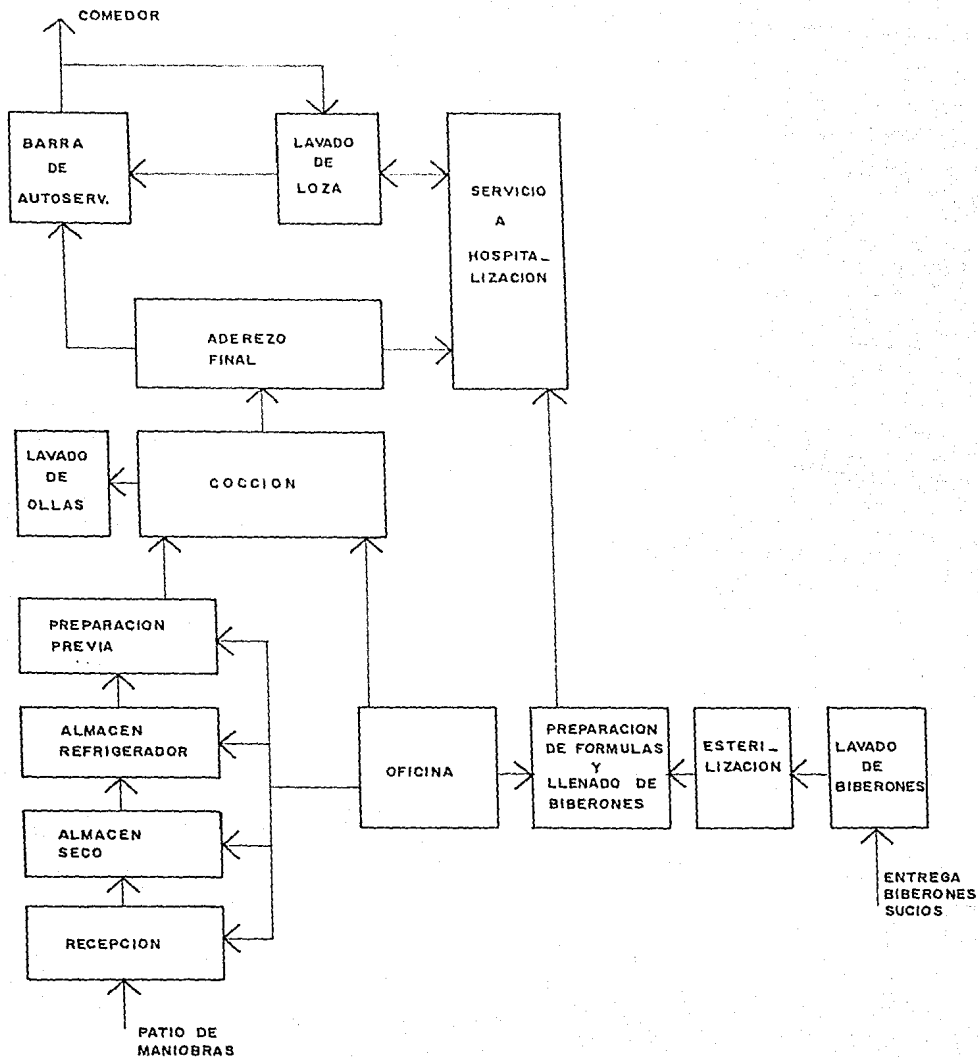 COMEDOR
BARRA
DE
AUTOSERV.
LAVADO
DE
LOZA
SERVICIO
A
HOSPITA_
LIZACION
ADEREZO
FINAL
LAVADO
DE
OLLAS
COCCION
PREPARACION
PREVIA
ALMACEN
REFRIGERADOR
OFICINA
PREPARACION
DE FORMULAS
Y
LLENADO DE
BIBERONES
ESTERI_
LIZACION
LAVADO
DE
BIBERONES
ALMACEN
SECO
ENTREGA
BIBERONES
SUCIOS
RECEPCION
PATIO DE
MANIOBRAS